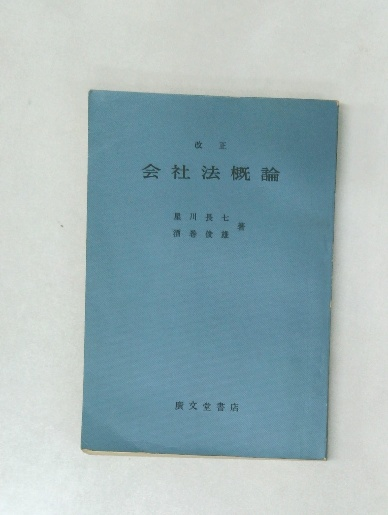 改正
会社法概論
星川長七
酒巻俊雄
著
廣文堂書店